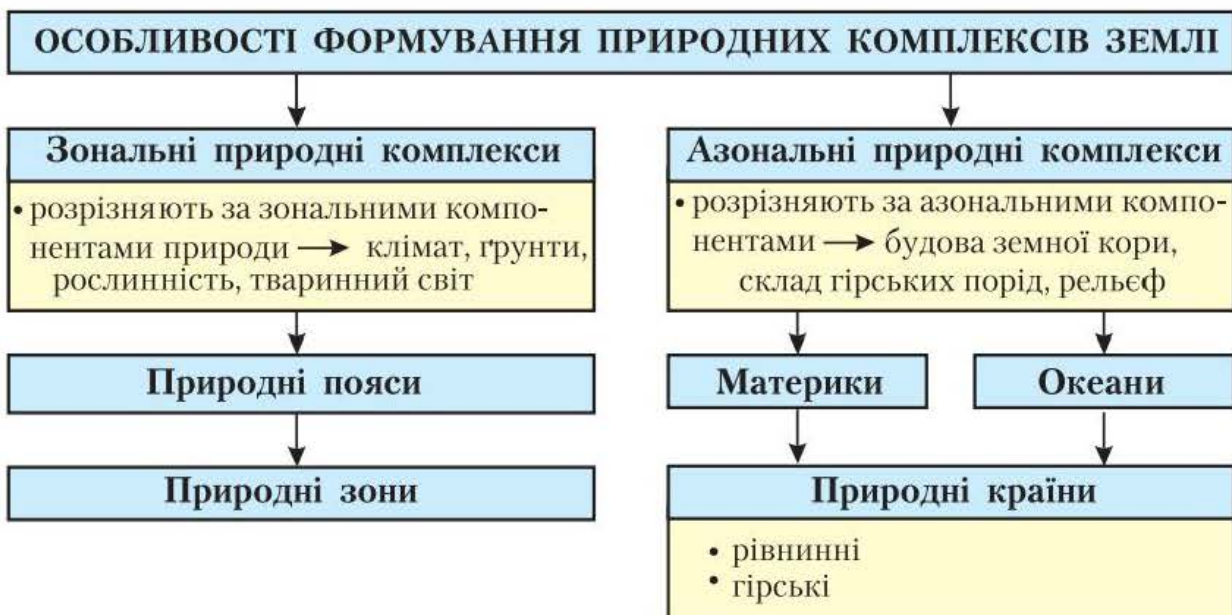 ОСОБЛИВОСТІ ФОРМУВАННЯ ПРИРОДНИХ КОМПЛЕКСІВ ЗЕМЛІ
Зональні природні комплекси
• розрізняють за зональними компо-
нентами природи → клімат, ґрунти,
рослинність, тваринний світ
Природні пояси
Природні зони
Азональні природні комплекси
• розрізняють за азональними компо-
нентами → будова земної кори,
склад гірських порід, рельєф
Материки
Океани
Природні країни
• рівнинні
• гірські